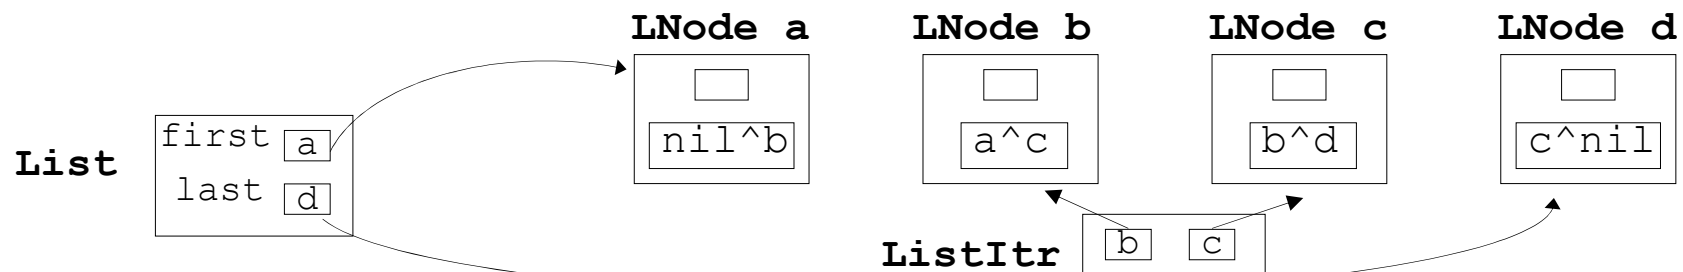 LNode a LNode b LNode c LNode d
first a
nil^b a^c b^d c^nil
List
last d
ListItr b c